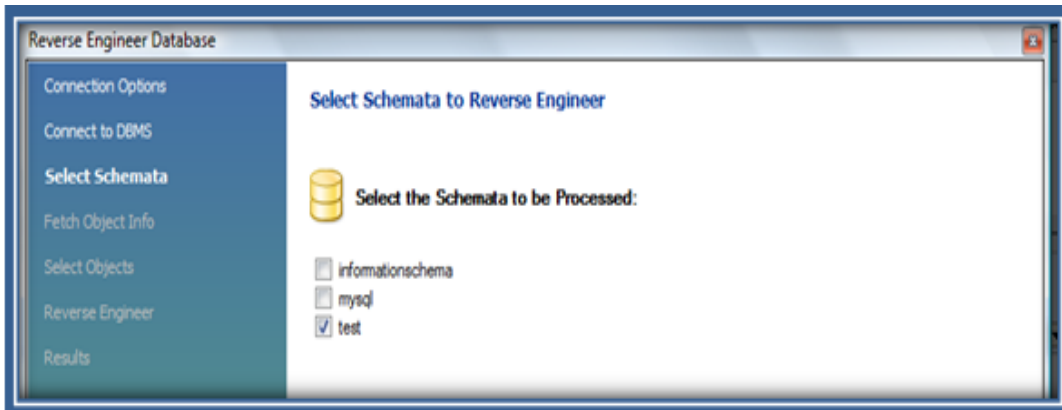 Reverse Engineer Database
Connection Options
Connect to DBMS
Select Schemata
Fetch Object Info
Select Objects
Reverse Engineer
Results
Select Schemata to Reverse Engineer
Select the Schemata to be Processed:
informationschema
mysql
test